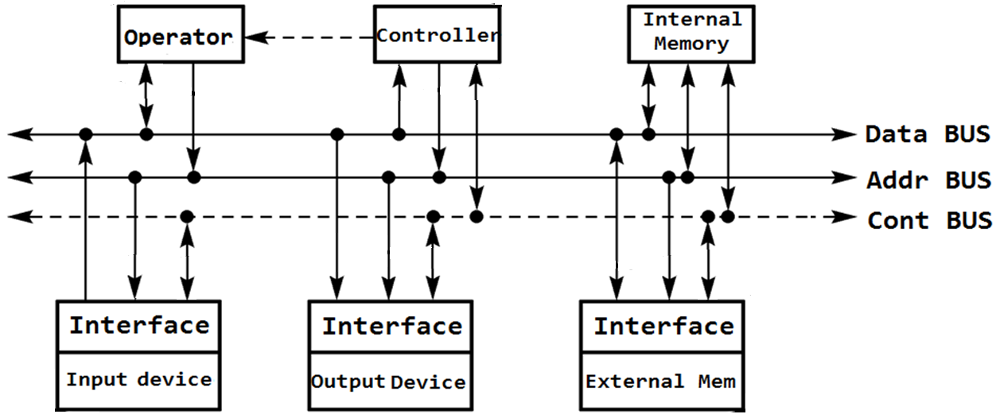 Operator
Controller
Internal
Memory
Data BUS
Addr BUS
Cont BUS
Interface
Interface
Interface
Input device
Output Device
External Mem